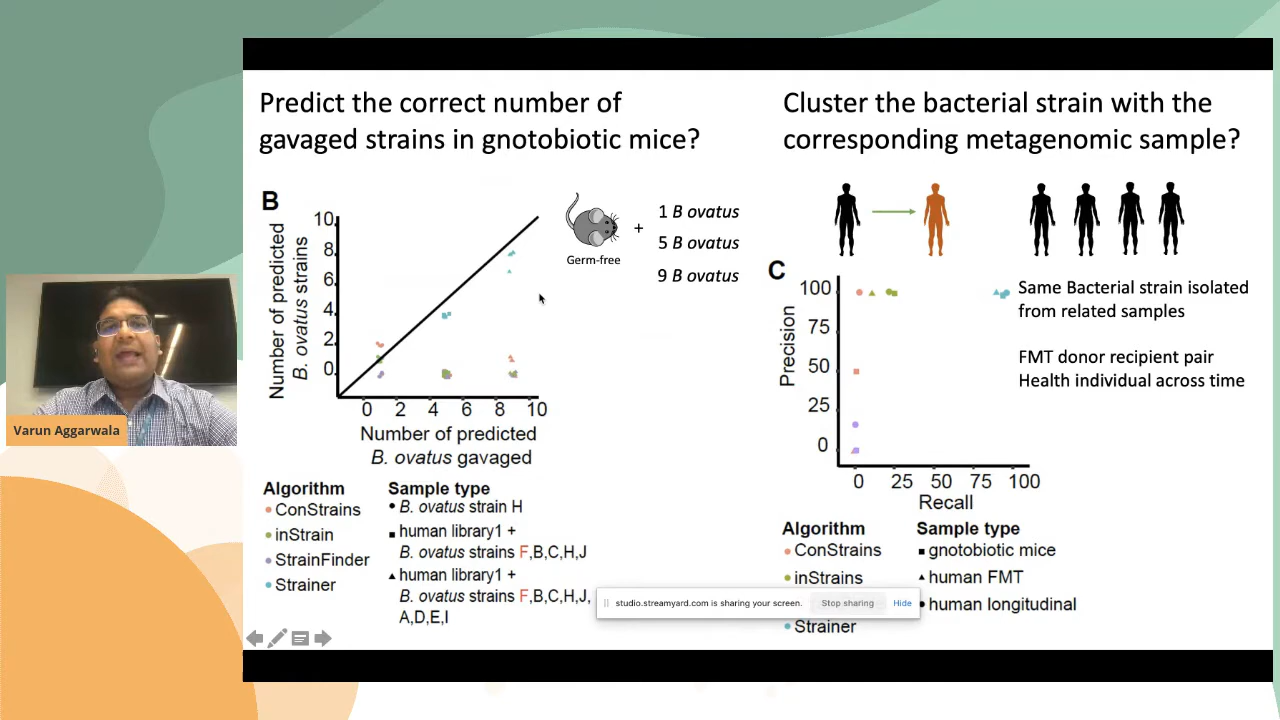 Predict the correct number of
gavaged strains in gnotobiotic mice?
B
Number of predicted
B. ovatus strains
10
8
6
4
2
0
0 2 4 6 8 10
Number of predicted
B. ovatus gavaged
Germ-free
+
1 B ovatus
5 B ovatus
9 B ovatus
Algorithm
ConStrains
inStrain
StrainFinder
Strainer
Sample type
B. ovatus strain H
human library1 +
B. ovatus strains F,B,C,H,J
human library1 +
B. ovatus strains F,B,C,H,J,
A,D,E,I
Cluster the bacterial strain with the
corresponding metagenomic sample?
C
Precision
100
75
50
25
0
0 25 50 75 100
Recall
Same Bacterial strain isolated
from related samples
FMT donor recipient pair
Health individual across time
Algorithm
ConStrains
inStrains
Strainer
Sample type
gnotobiotic mice
human FMT
human longitudinal
studio.streamyard.com is sharing your screen.
Stop sharing
Hide
Varun Aggarwala